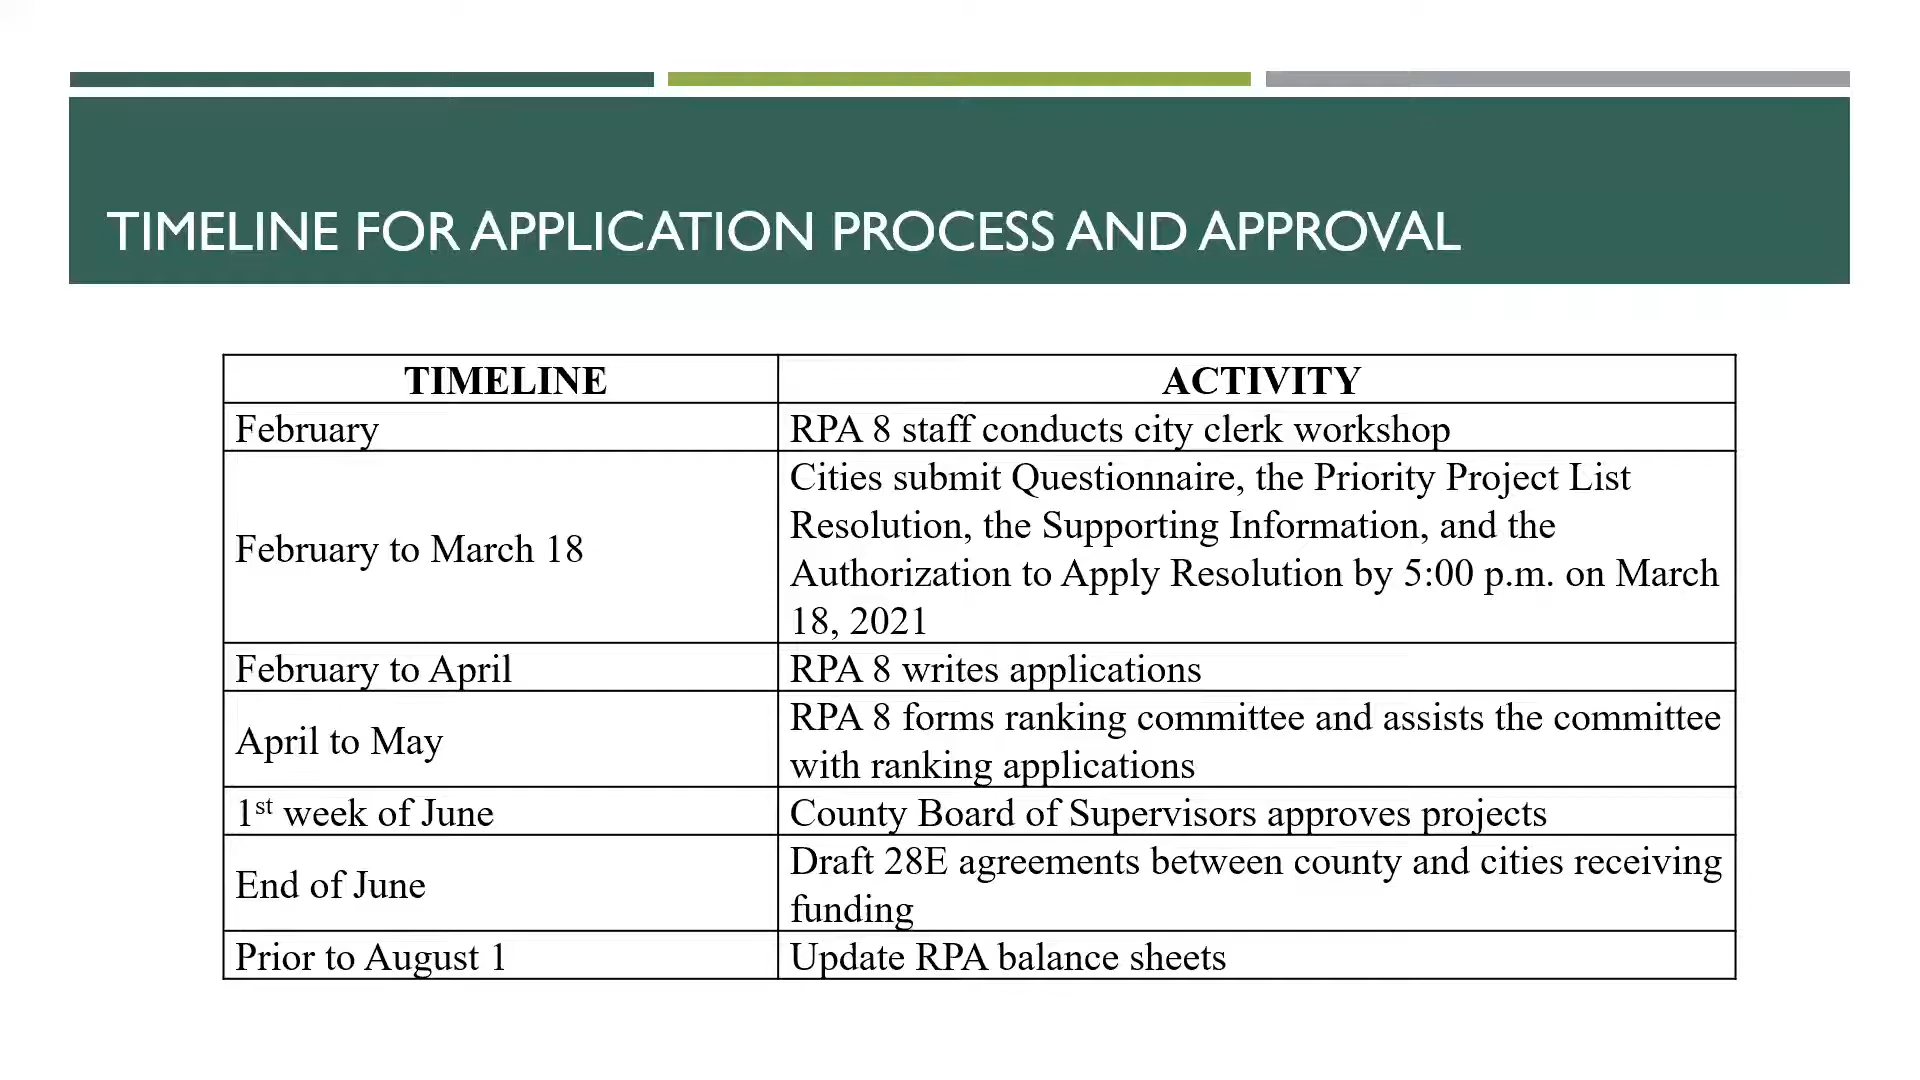 TIMELINE FOR APPLICATION PROCESS AND APPROVAL
TIMELINE
ACTIVITY
February
RPA 8 staff conducts city clerk workshop
February to March 18
Cities submit Questionnaire, the Priority Project List
Resolution, the Supporting Information, and the
Authorization to Apply Resolution by 5:00 p.m. on March
18, 2021
February to April
RPA 8 writes applications
April to May
RPA 8 forms ranking committee and assists the committee
with ranking applications
1st week of June
County Board of Supervisors approves projects
End of June
Draft 28E agreements between county and cities receiving
funding
Prior to August 1
Update RPA balance sheets